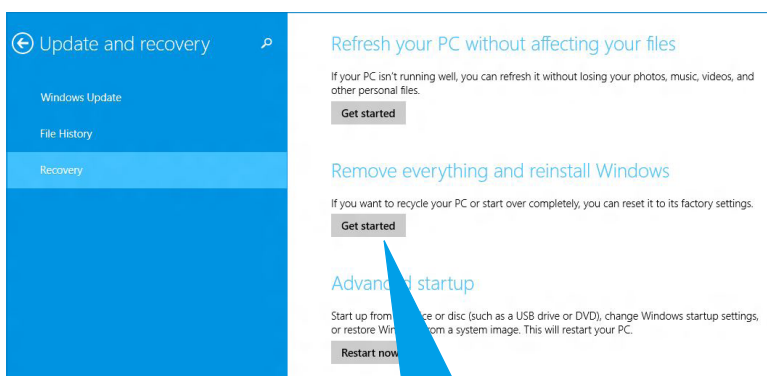 Update and recovery
Windows Update
File History
Recovery
Refresh your PC without affecting your files
If your PC isn't running well, you can refresh it without losing your photos, music, videos, and
other personal files.
Get started
Remove everything and reinstall Windows
If you want to recycle your PC or start over completely, you can reset it to its factory settings.
Get started
startup
Start up from or disc (such as a USB drive or DVD), change Windows startup settings,
or restore from a system image. This will restart your PC.
Restart now